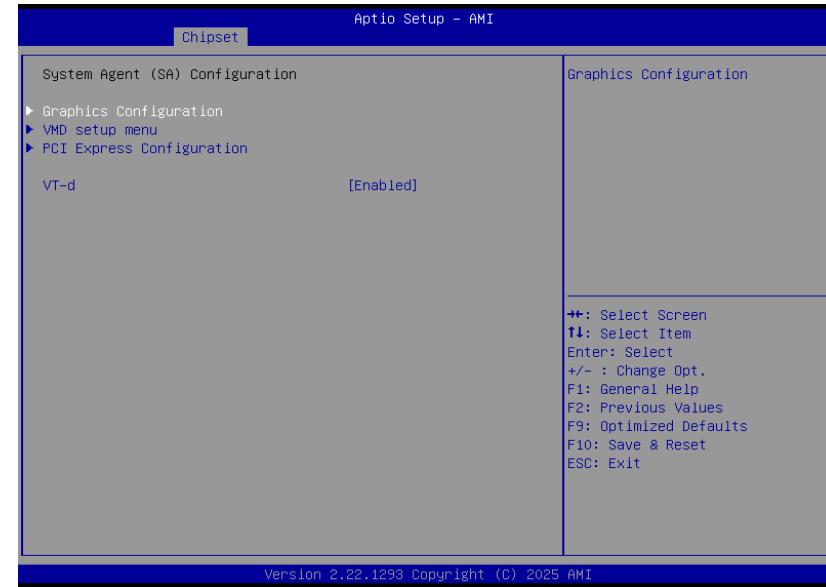 Aptio Setup – AMI
Chipset
System Agent (SA) Configuration
Graphics Configuration
VMD setup menu
PCI Express Configuration
VT-d [Enabled]
Graphics Configuration
→←: Select Screen
↑↓: Select Item
Enter: Select
+/- : Change Opt.
F1: General Help
F2: Previous Values
F9: Optimized Defaults
F10: Save & Reset
ESC: Exit
Version 2.22.1293 Copyright (C) 2025 AMI